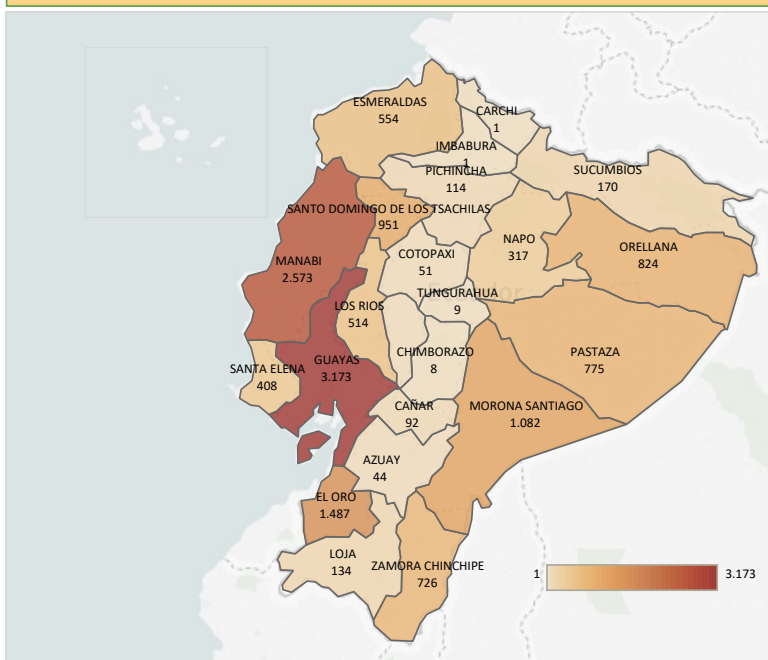 ESMERALDAS
554
CARCHI
1
IMBABURA
1
PICHINCHA
114
SUCUMBIOS
170
SANTO DOMINGO DE LOS TSACHILAS
951
NAPO
317
ORELLANA
824
MANABI
2.573
COTOPAXI
51
TUNGURAHUA
9
LOS RIOS
514
CHIMBORAZO
8
PASTAZA
775
GUAYAS
3.173
SANTA ELENA
408
CAÑAR
92
MORONA SANTIAGO
1.082
AZUAY
44
EL ORO
1.487
LOJA
134
ZAMORA CHINCHIPE
726
1
3.173